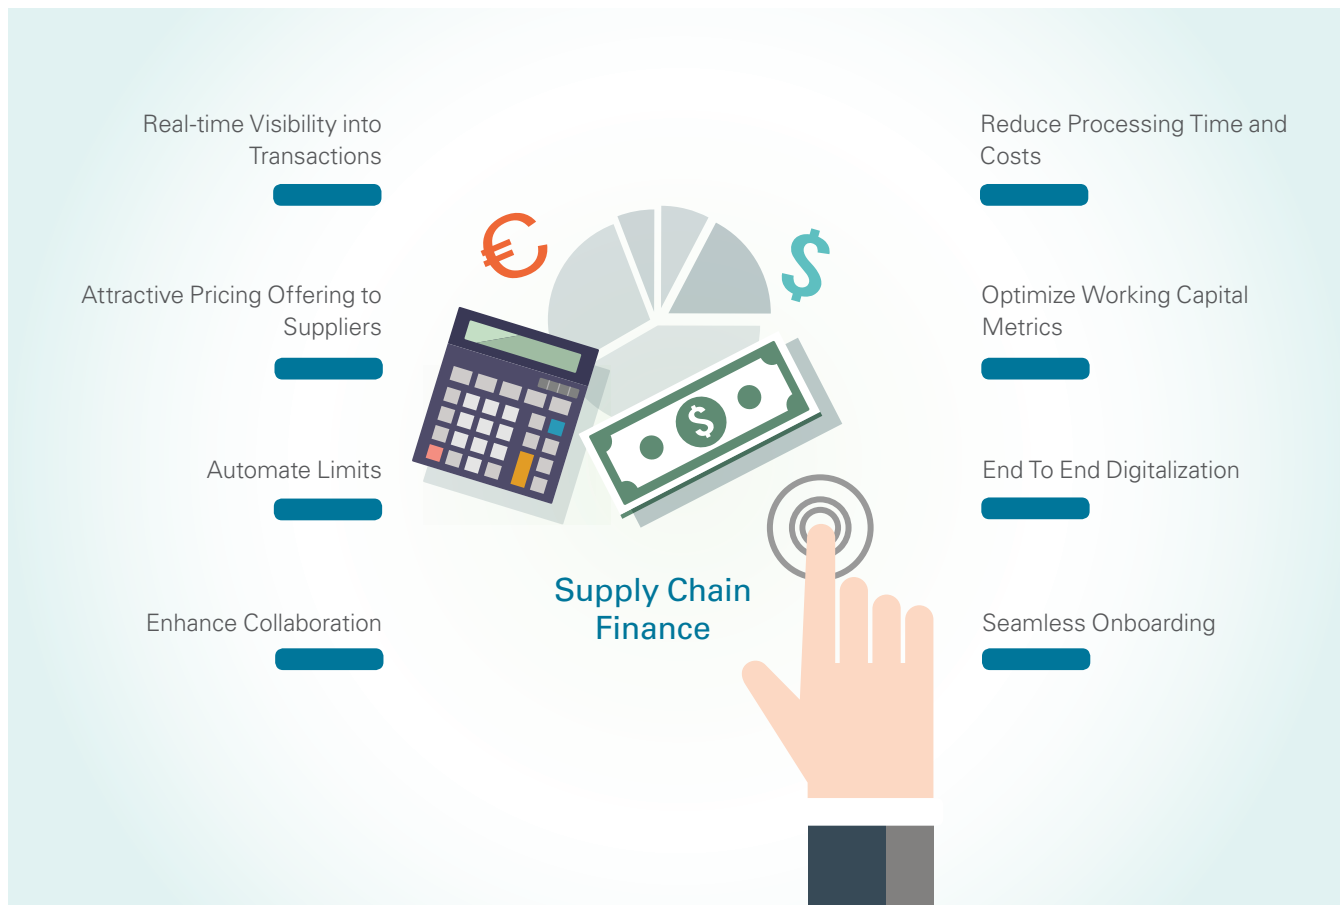 Real-time Visibility into
Transactions
Attractive Pricing Offering to
Suppliers
Automate Limits
Enhance Collaboration
€
$
$
Supply Chain
Finance
Reduce Processing Time and
Costs
Optimize Working Capital
Metrics
End To End Digitalization
Seamless Onboarding